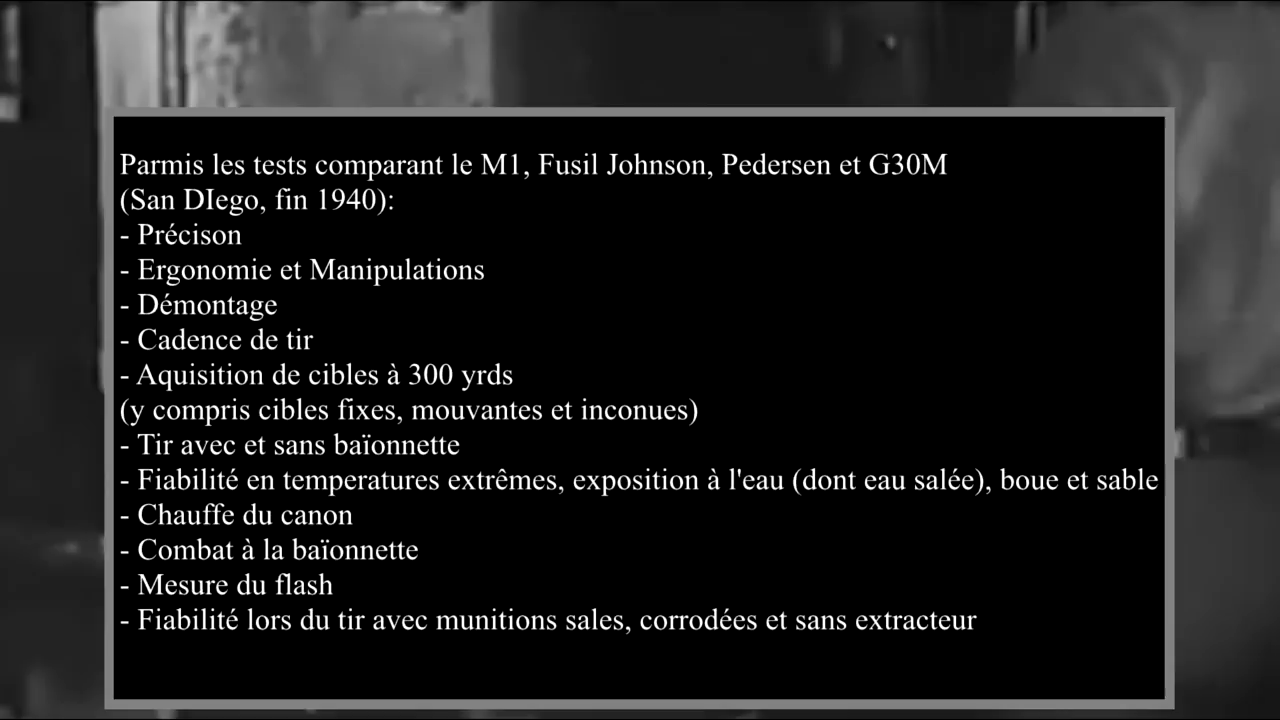 Parmis les tests comparant le M1, Fusil Johnson, Pedersen et G30M
(San DIego, fin 1940):
- Précison
- Ergonomie et Manipulations
- Démontage
- Cadence de tir
- Aquisition de cibles à 300 yrds
(y compris cibles fixes, mouvantes et inconues)
- Tir avec et sans baïonnette
- Fiabilité en temperatures extrêmes, exposition à l'eau (dont eau salée), boue et sable
- Chauffe du canon
- Combat à la baïonnette
- Mesure du flash
- Fiabilité lors du tir avec munitions sales, corrodées et sans extracteur